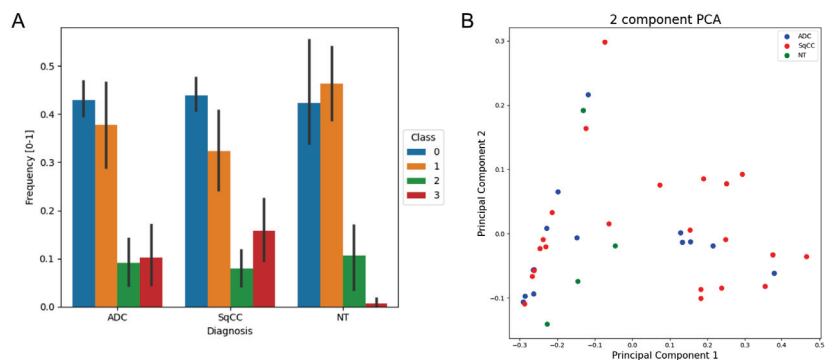 A
Frequency [0-1]
0.5
0.4
0.3
0.2
0.1
0.0
ADC
SqCC
NT
Diagnosis
Class
0
1
2
3
B
2 component PCA
Principal Component 2
0.3
0.2
0.1
0.0
−0.1
−0.3
−0.2
−0.1
0.0
0.1
0.2
0.3
0.4
0.5
Principal Component 1
ADC
SqCC
NT